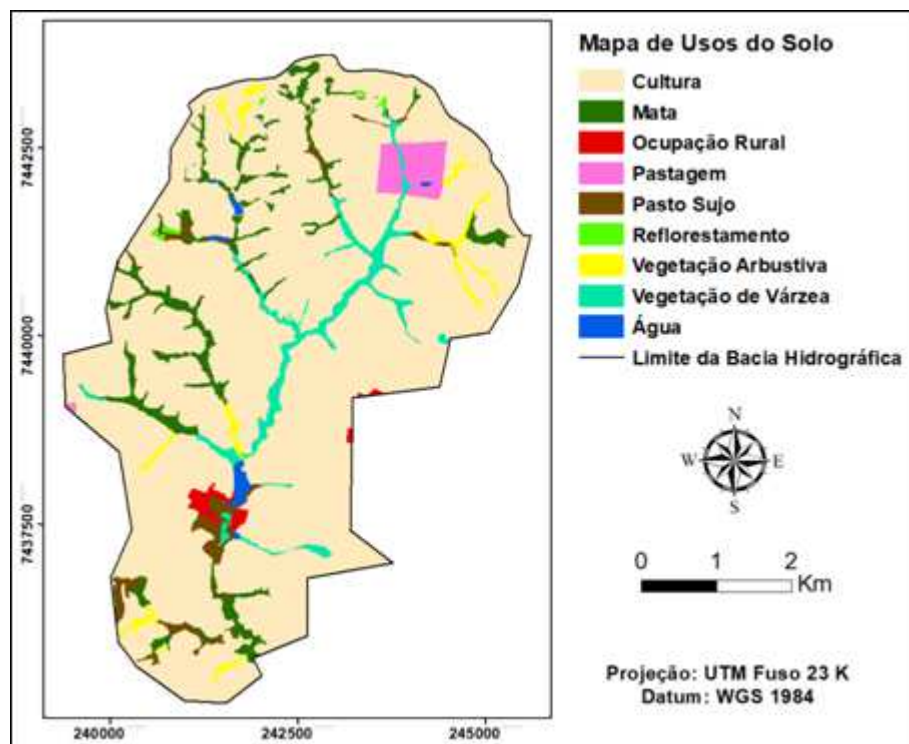 Mapa de Usos do Solo
Cultura
Mata
Ocupação Rural
Pastagem
Pasto Sujo
Reflorestamento
Vegetação Arbustiva
Vegetação de Várzea
Água
Limite da Bacia Hidrográfica
N
W E
S
0 1 2
Km
Projeção: UTM Fuso 23 K
Datum: WGS 1984
7442500
7440000
7437500
240000 242500 245000